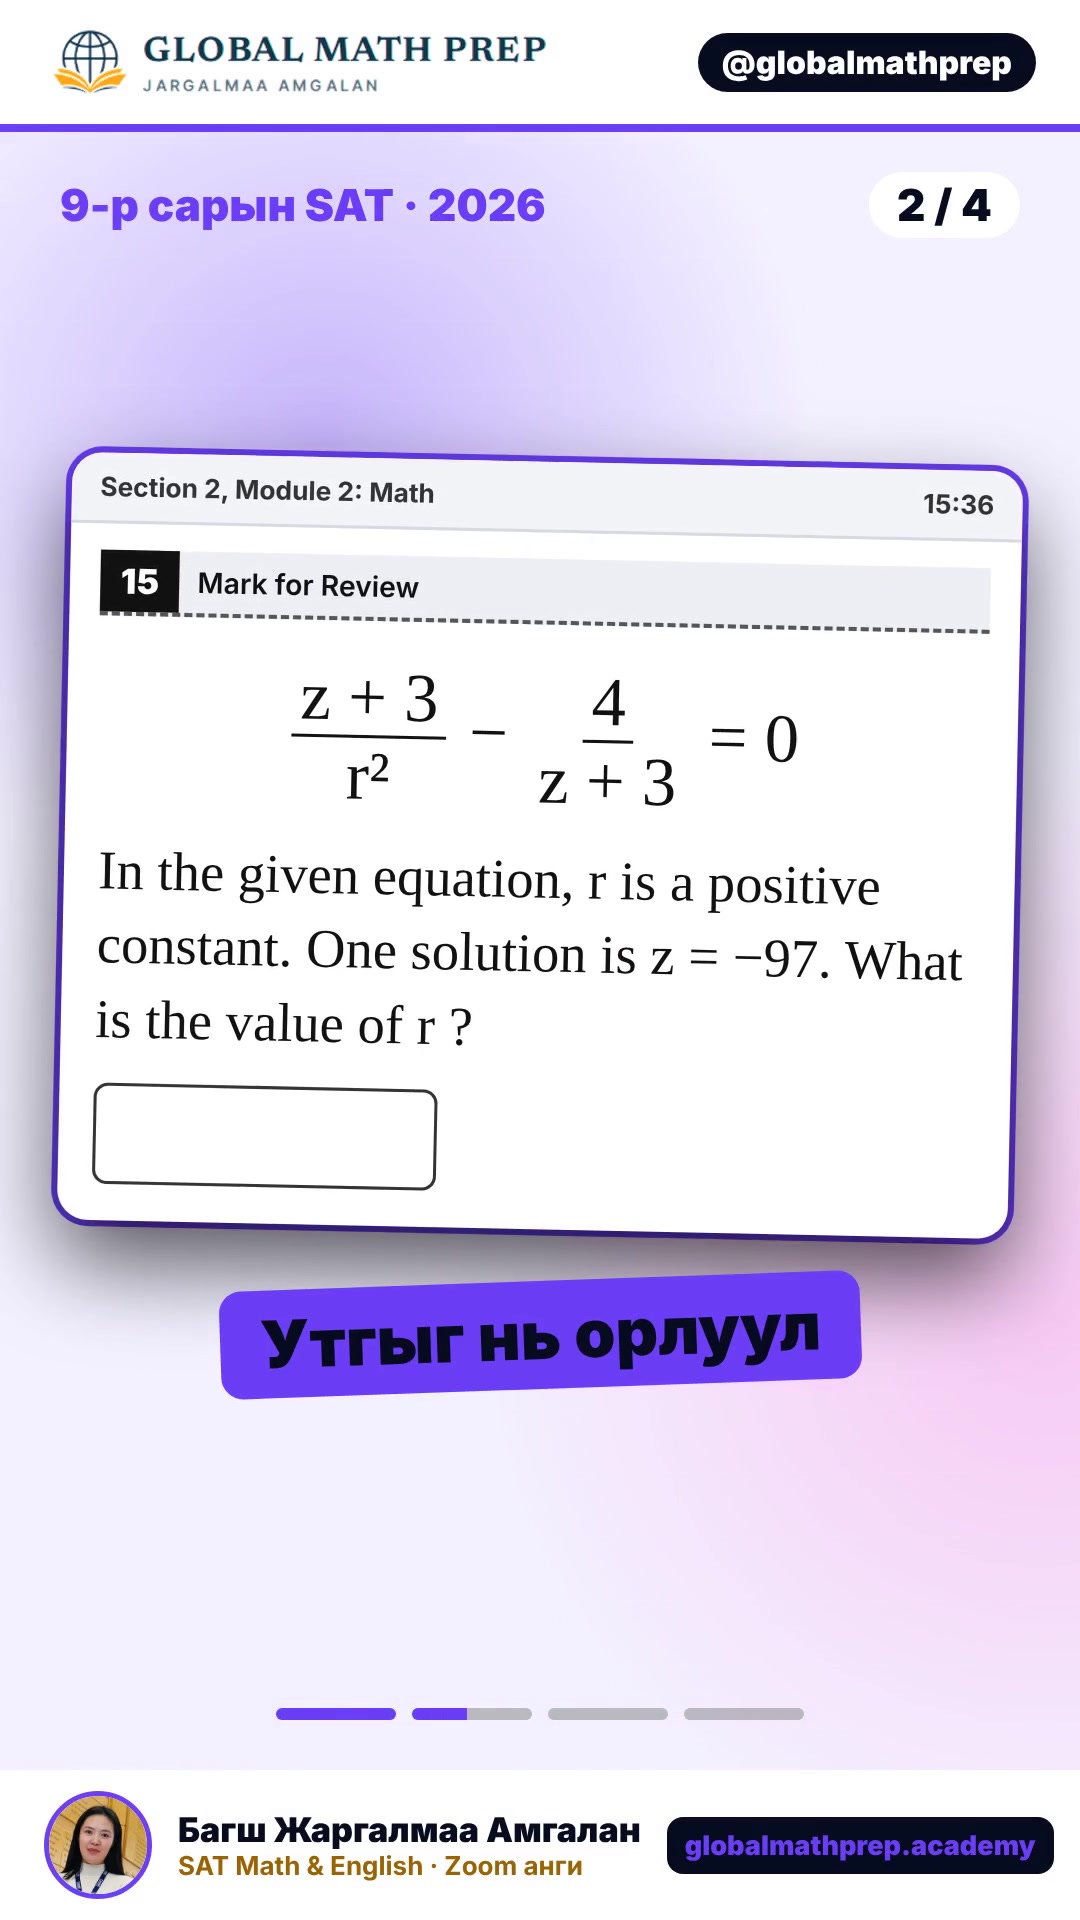 GLOBAL MATH PREP
JARGALMAA AMGALAN
@globalmathprep
9-р сарын SAT · 2026
2 / 4
Section 2, Module 2: Math
15:36
15 Mark for Review
z + 3 / r² − 4 / z + 3 = 0
In the given equation, r is a positive
constant. One solution is z = −97. What
is the value of r ?
Утгыг нь орлуул
Багш Жаргалмаа Амгалан
SAT Math & English · Zoom анги
globalmathprep.academy